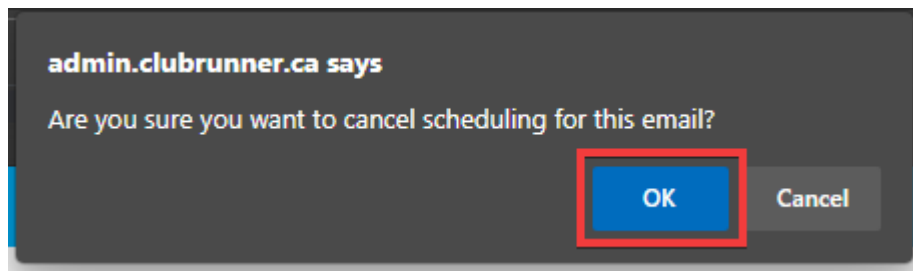 admin.clubrunner.ca says
Are you sure you want to cancel scheduling for this email?
OK
Cancel